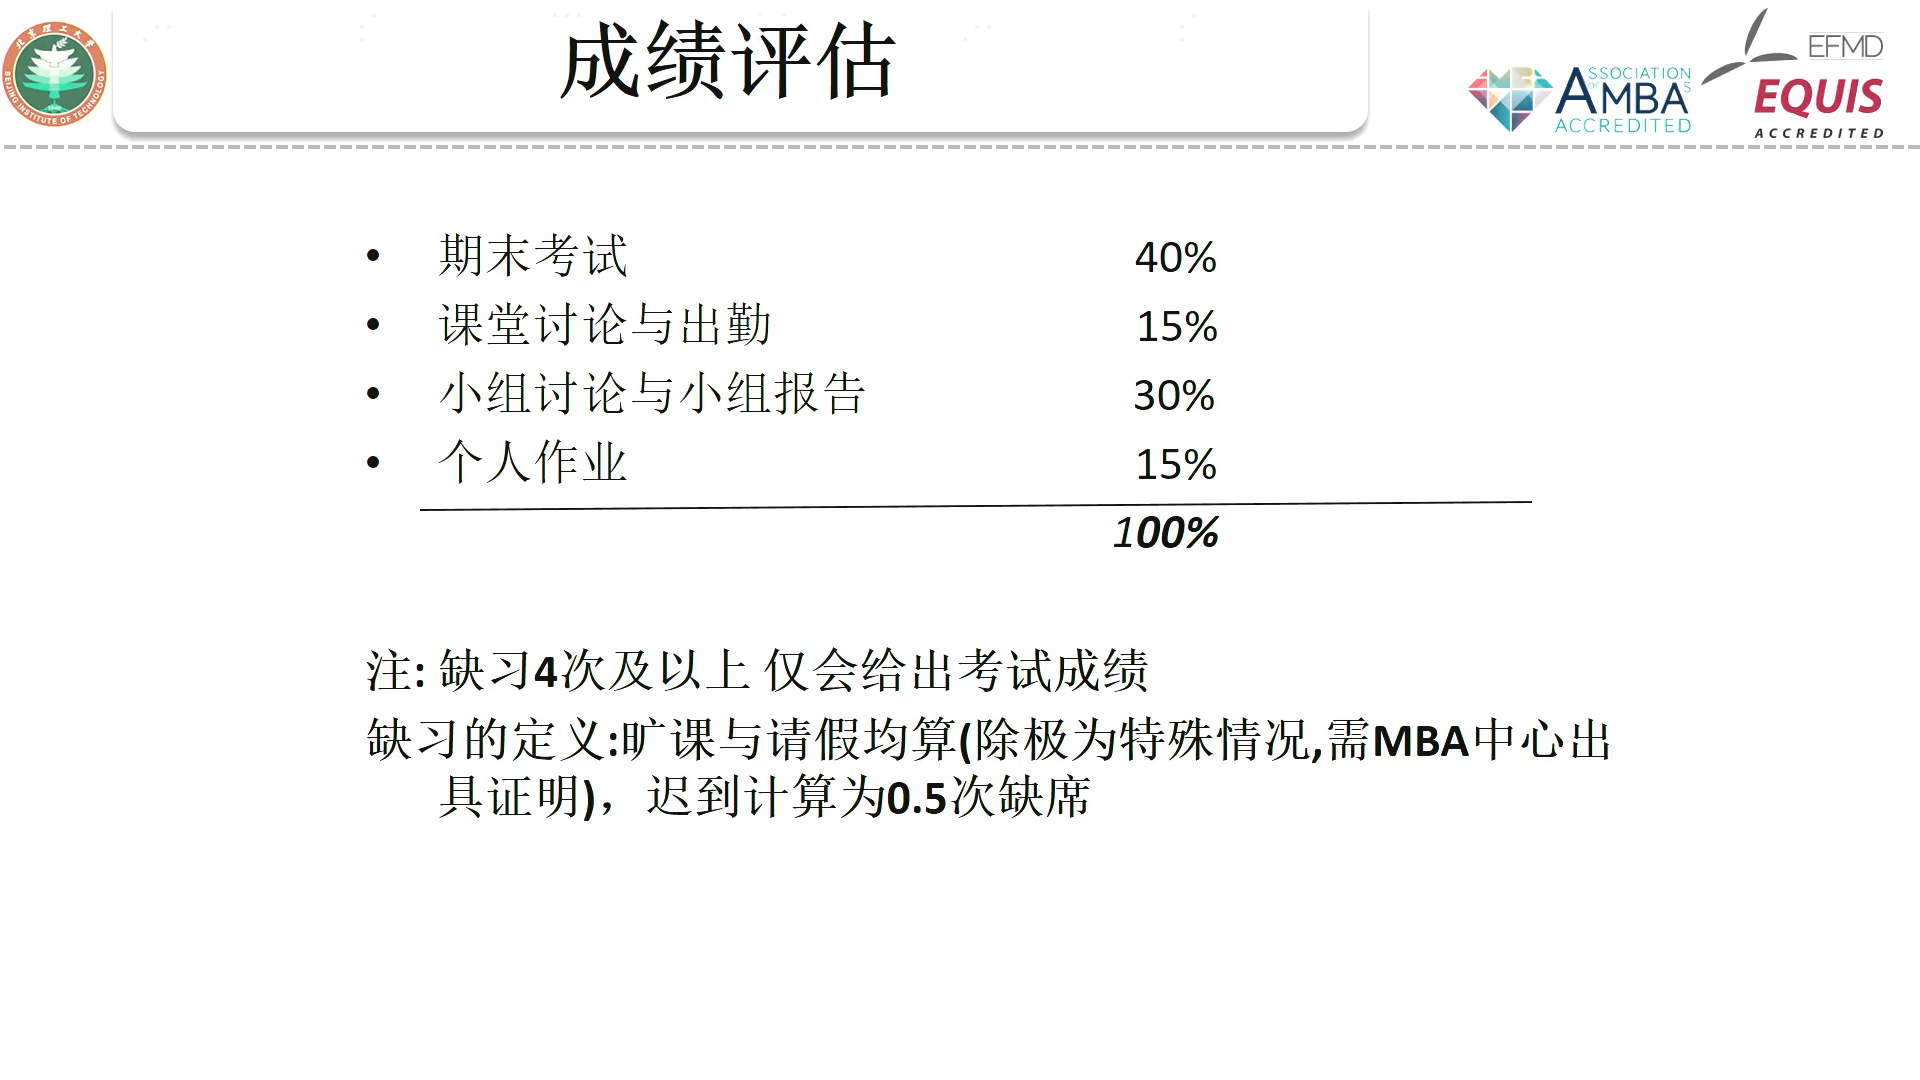 成绩评估
北京理工大学
BEIJING INSTITUTE OF TECHNOLOGY
ASSOCIATION
OF
AMBAS
ACCREDITED
EFMD
EQUIS
ACCREDITED
• 期末考试 40%
• 课堂讨论与出勤 15%
• 小组讨论与小组报告 30%
• 个人作业 15%
100%
注: 缺习4次及以上 仅会给出考试成绩
缺习的定义:旷课与请假均算(除极为特殊情况,需MBA中心出
具证明)，迟到计算为0.5次缺席